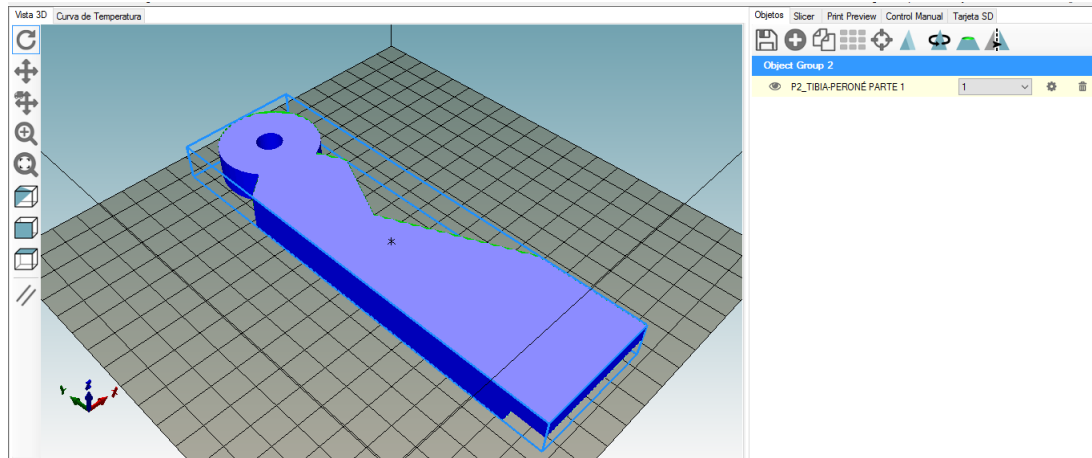 Vista 3D Curva de Temperatura
Objetos Slicer Print Preview Control Manual Tarjeta SD
Object Group 2
P2_TIBIA-PERONÉ PARTE 1 1